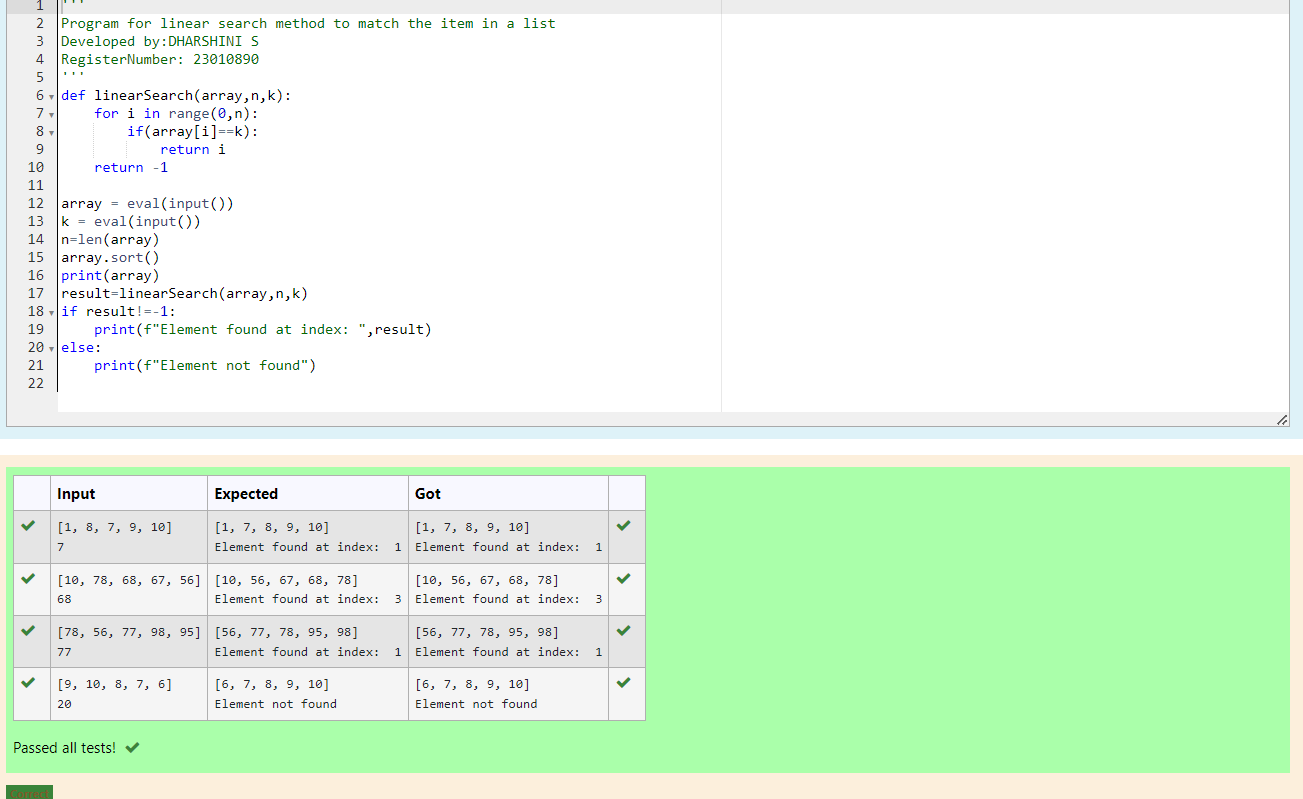 1 '''
2 Program for linear search method to match the item in a list
3 Developed by:DHARSHINI S
4 RegisterNumber: 23010890
5 '''
6 def linearSearch(array,n,k):
7     for i in range(0,n):
8         if(array[i]==k):
9             return i
10     return -1
11
12 array = eval(input())
13 k = eval(input())
14 n=len(array)
15 array.sort()
16 print(array)
17 result=linearSearch(array,n,k)
18 if result!=-1:
19     print(f"Element found at index: ",result)
20 else:
21     print(f"Element not found")
22
Input Expected Got
[1, 8, 7, 9, 10] [1, 7, 8, 9, 10] [1, 7, 8, 9, 10]
7 Element found at index:  1 Element found at index:  1
[10, 78, 68, 67, 56] [10, 56, 67, 68, 78] [10, 56, 67, 68, 78]
68 Element found at index:  3 Element found at index:  3
[78, 56, 77, 98, 95] [56, 77, 78, 95, 98] [56, 77, 78, 95, 98]
77 Element found at index:  1 Element found at index:  1
[9, 10, 8, 7, 6] [6, 7, 8, 9, 10] [6, 7, 8, 9, 10]
20 Element not found Element not found
Passed all tests!
Correct